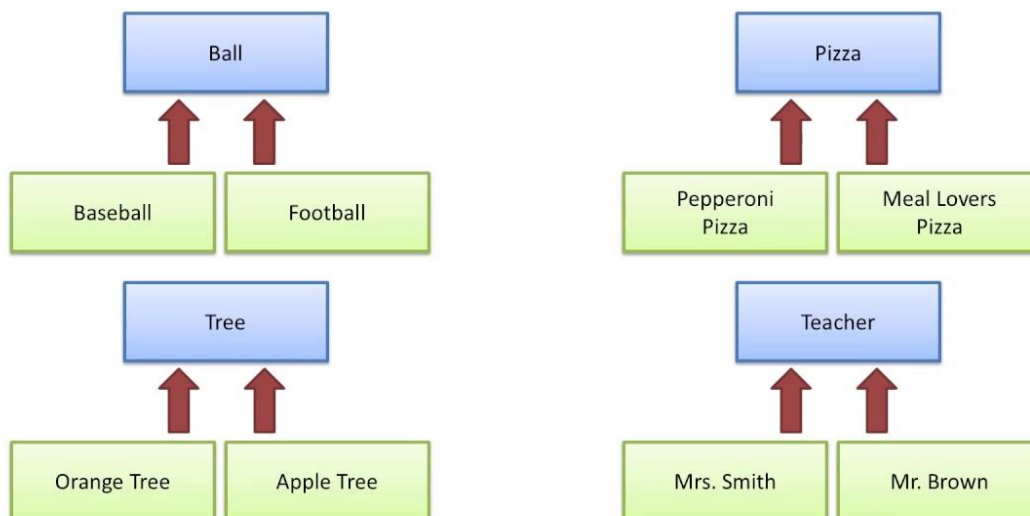 Ball
Pizza
Baseball
Football
Pepperoni
Pizza
Meal Lovers
Pizza
Tree
Teacher
Orange Tree
Apple Tree
Mrs. Smith
Mr. Brown